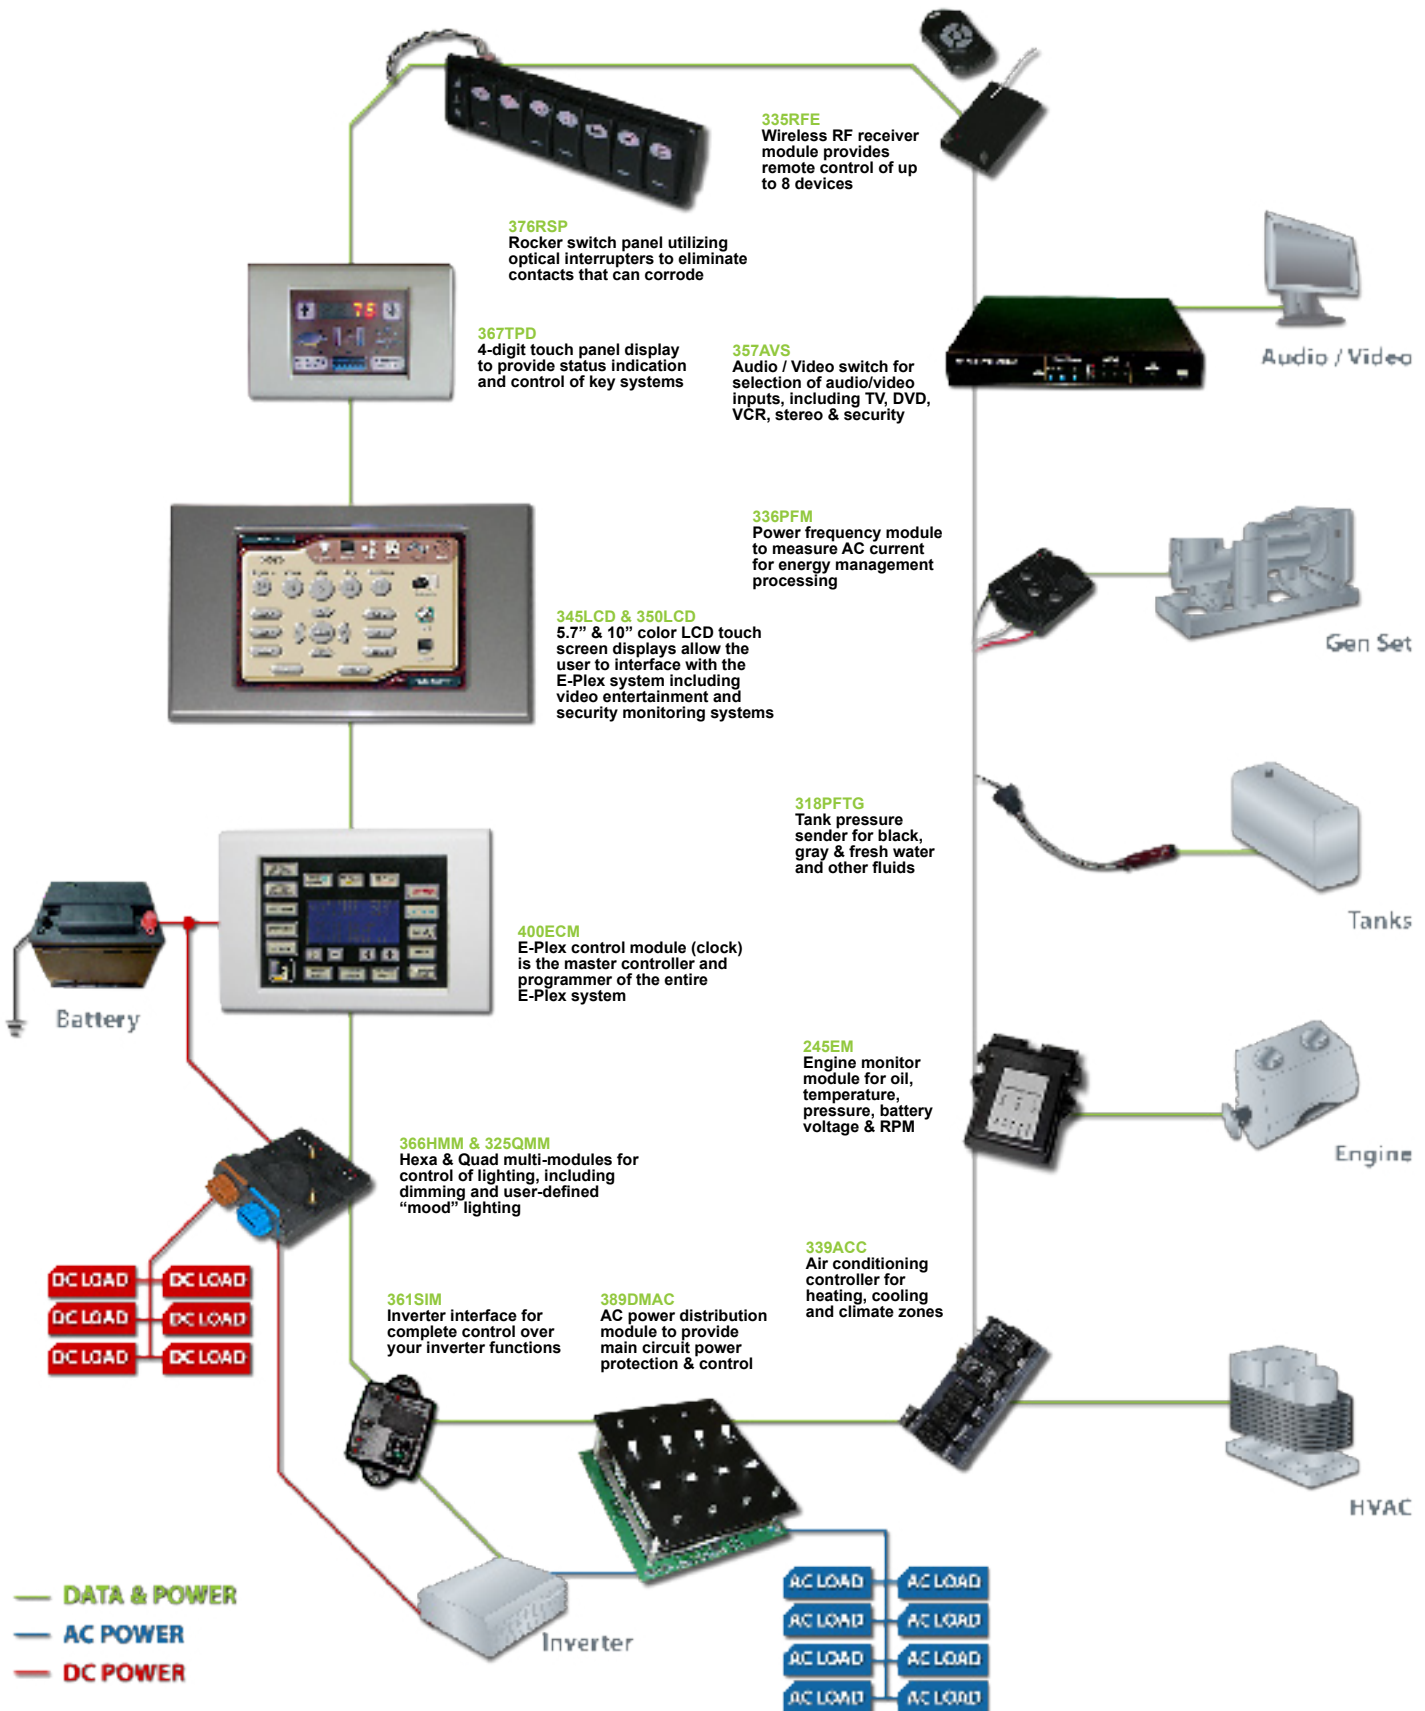 335RFE
Wireless RF receiver
module provides
remote control of up
to 8 devices
376RSP
Rocker switch panel utilizing
optical interrupters to eliminate
contacts that can corrode
75
367TPD
4-digit touch panel display
to provide status indication
and control of key systems
357AVS
Audio / Video switch for
selection of audio/video
inputs, including TV, DVD,
VCR, stereo & security
Audio / Video
336PFM
Power frequency module
to measure AC current
for energy management
processing
Gen Set
345LCD & 350LCD
5.7” & 10” color LCD touch
screen displays allow the
user to interface with the
E-Plex system including
video entertainment and
security monitoring systems
318PFTG
Tank pressure
sender for black,
gray & fresh water
and other fluids
Tanks
400ECM
E-Plex control module (clock)
is the master controller and
programmer of the entire
E-Plex system
Battery
245EM
Engine monitor
module for oil,
temperature,
pressure, battery
voltage & RPM
Engine
366HMM & 325QMM
Hexa & Quad multi-modules for
control of lighting, including
dimming and user-defined
“mood” lighting
DC LOAD DC LOAD
DC LOAD DC LOAD
DC LOAD DC LOAD
339ACC
Air conditioning
controller for
heating, cooling
and climate zones
361SIM
Inverter interface for
complete control over
your inverter functions
389DMAC
AC power distribution
module to provide
main circuit power
protection & control
HVAC
Inverter
AC LOAD AC LOAD
AC LOAD AC LOAD
AC LOAD AC LOAD
AC LOAD AC LOAD
DATA & POWER
AC POWER
DC POWER